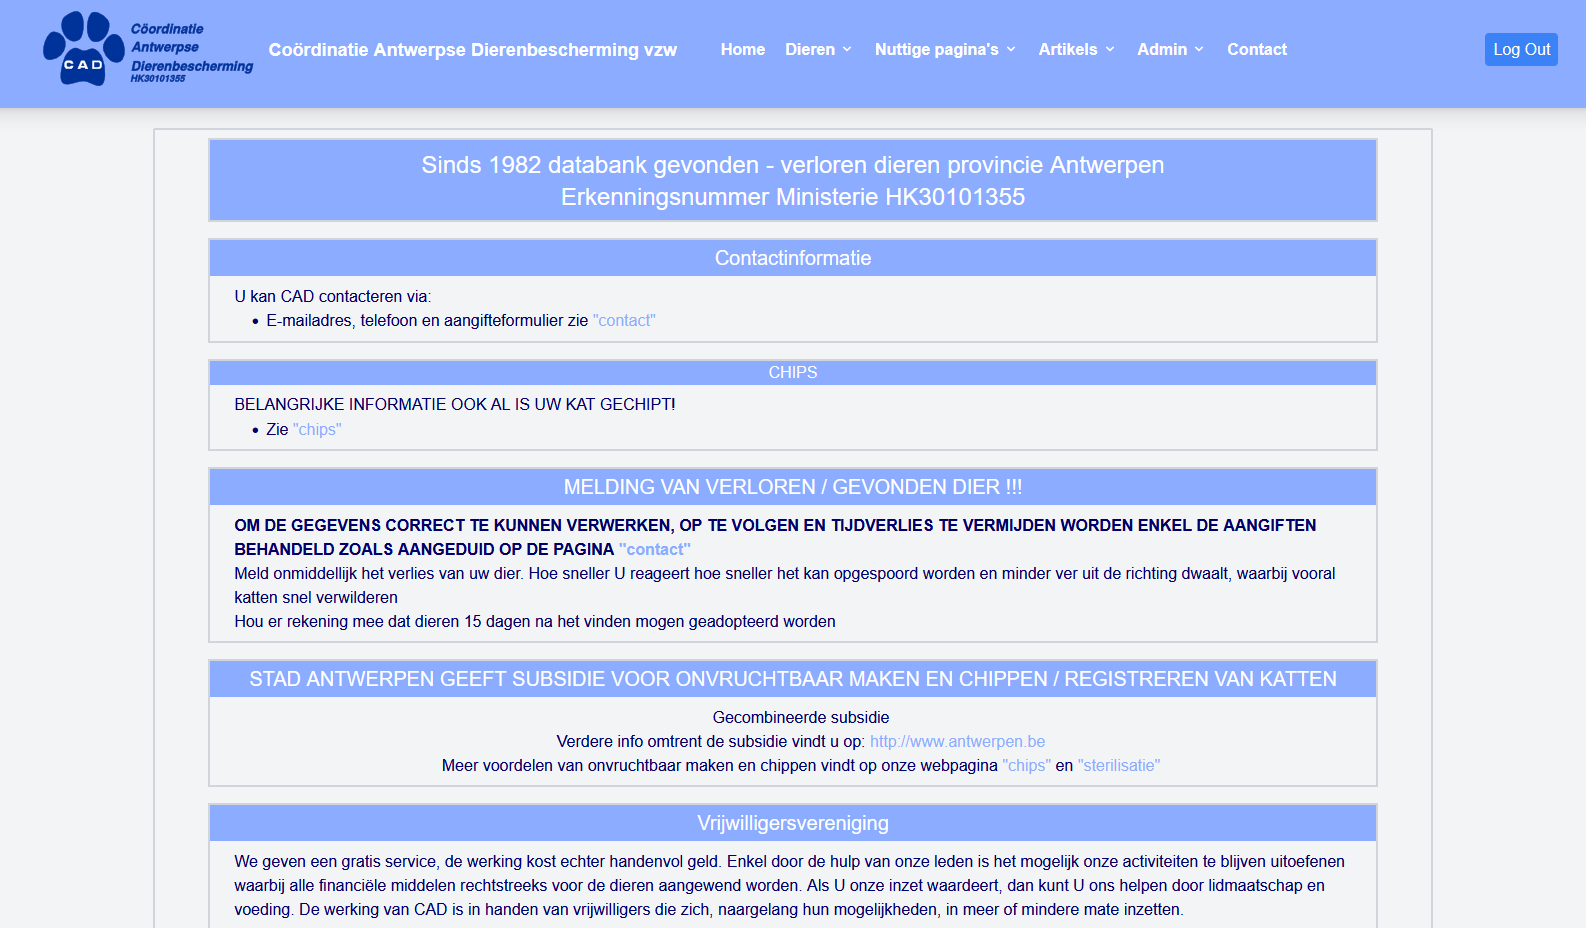 CAD
Cöordinatie
Antwerpse
Dierenbescherming
HK30101355
Coördinatie Antwerpse Dierenbescherming vzw
Home Dieren Nuttige pagina's Artikels Admin Contact
Log Out
Sinds 1982 databank gevonden - verloren dieren provincie Antwerpen
Erkenningsnummer Ministerie HK30101355
Contactinformatie
U kan CAD contacteren via:
• E-mailadres, telefoon en aangifteformulier zie "contact"
CHIPS
BELANGRIJKE INFORMATIE OOK AL IS UW KAT GECHIPT!
• Zie "chips"
MELDING VAN VERLOREN / GEVONDEN DIER !!!
OM DE GEGEVENS CORRECT TE KUNNEN VERWERKEN, OP TE VOLGEN EN TIJDVERLIES TE VERMIJDEN WORDEN ENKEL DE AANGIFTEN
BEHANDELD ZOALS AANGEDUID OP DE PAGINA "contact"
Meld onmiddellijk het verlies van uw dier. Hoe sneller U reageert hoe sneller het kan opgespoord worden en minder ver uit de richting dwaalt, waarbij vooral
katten snel verwilderen
Hou er rekening mee dat dieren 15 dagen na het vinden mogen geadopteerd worden
STAD ANTWERPEN GEEFT SUBSIDIE VOOR ONVRUCHTBAAR MAKEN EN CHIPPEN / REGISTREREN VAN KATTEN
Gecombineerde subsidie
Verdere info omtrent de subsidie vindt u op: http://www.antwerpen.be
Meer voordelen van onvruchtbaar maken en chippen vindt op onze webpagina "chips" en "sterilisatie"
Vrijwilligersvereniging
We geven een gratis service, de werking kost echter handenvol geld. Enkel door de hulp van onze leden is het mogelijk onze activiteiten te blijven uitoefenen
waarbij alle financiële middelen rechtstreeks voor de dieren aangewend worden. Als U onze inzet waardeert, dan kunt U ons helpen door lidmaatschap en
voeding. De werking van CAD is in handen van vrijwilligers die zich, naargelang hun mogelijkheden, in meer of mindere mate inzetten.